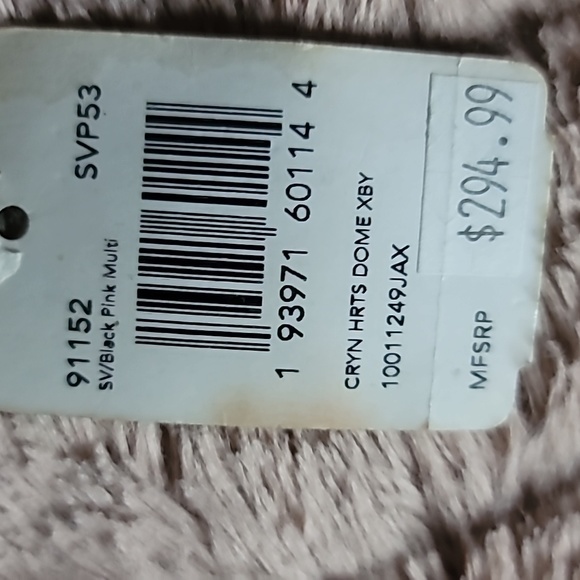 91152 SVP53
SV/Black Pink Multi
1 93971 60114 4
CRYN HRTS DOME XBY
10011249JAX
MFSRP $294.99